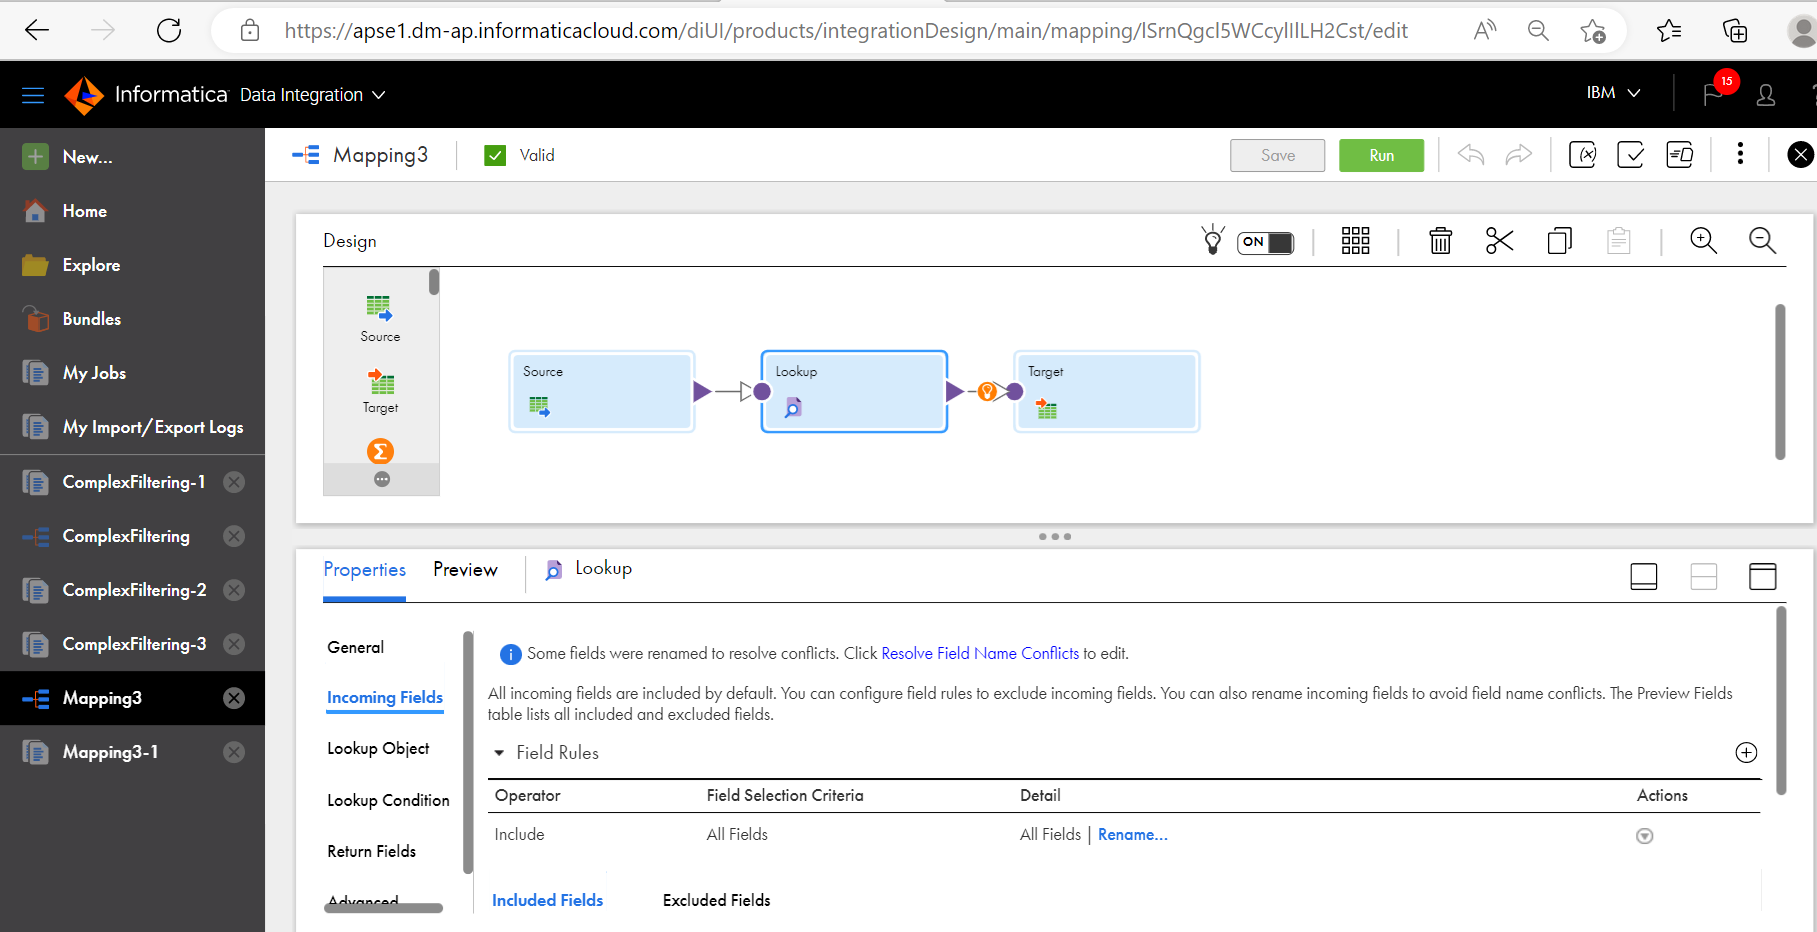 https://apse1.dm-ap.informaticacloud.com/diUI/products/integrationDesign/main/mapping/lSrnQgcl5WCcylIlLH2Cst/edit
Informatica Data Integration
IBM
15
New...
Home
Explore
Bundles
My Jobs
My Import/Export Logs
ComplexFiltering-1
ComplexFiltering
ComplexFiltering-2
ComplexFiltering-3
Mapping3
Mapping3-1
Mapping3
Valid
Save
Run
Design
ON
Source
Target
Source
Lookup
Target
Properties
Preview
Lookup
General
Incoming Fields
Lookup Object
Lookup Condition
Return Fields
Advanced
Some fields were renamed to resolve conflicts. Click Resolve Field Name Conflicts to edit.
All incoming fields are included by default. You can configure field rules to exclude incoming fields. You can also rename incoming fields to avoid field name conflicts. The Preview Fields
table lists all included and excluded fields.
Field Rules
Operator Field Selection Criteria Detail Actions
Include All Fields All Fields | Rename...
Included Fields Excluded Fields